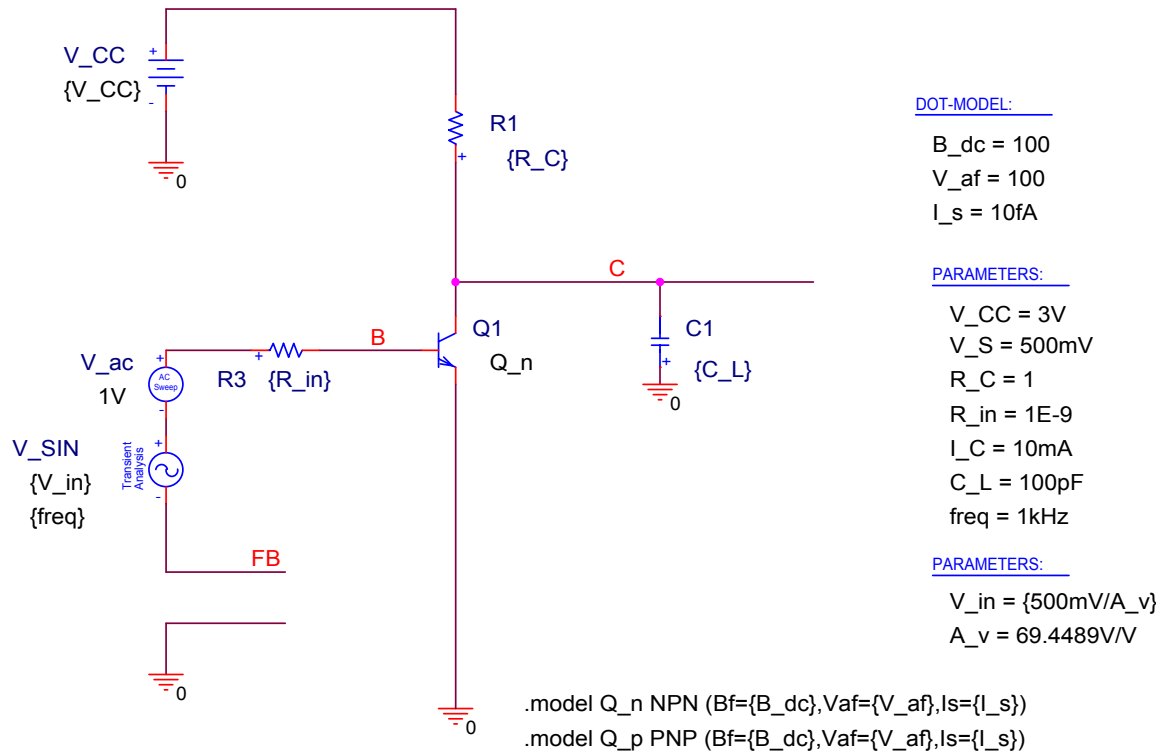 V_CC
{V_CC}
+
-
0
R1
{R_C}
+
C
B
Q1
Q_n
C1
{C_L}
+
0
V_ac
1V
+
AC
Sweep
-
+
R3
{R_in}
V_SIN
{V_in}
{freq}
+
Transient
Analysis
-
FB
0
0
DOT-MODEL:
B_dc = 100
V_af = 100
I_s = 10fA
PARAMETERS:
V_CC = 3V
V_S = 500mV
R_C = 1
R_in = 1E-9
I_C = 10mA
C_L = 100pF
freq = 1kHz
PARAMETERS:
V_in = {500mV/A_v}
A_v = 69.4489V/V
.model Q_n NPN (Bf={B_dc},Vaf={V_af},Is={I_s})
.model Q_p PNP (Bf={B_dc},Vaf={V_af},Is={I_s})